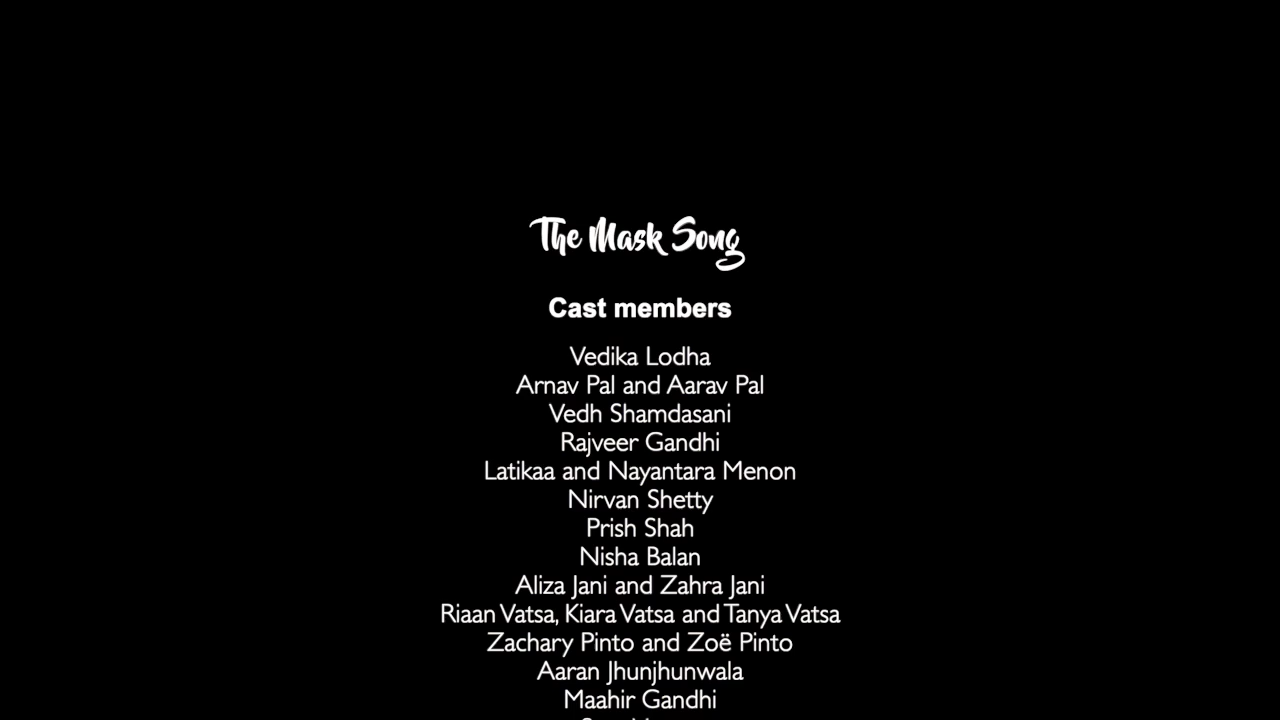 The Mask Song
Cast members
Vedika Lodha
Arnav Pal and Aarav Pal
Vedh Shamdasani
Rajveer Gandhi
Latikaa and Nayantara Menon
Nirvan Shetty
Prish Shah
Nisha Balan
Aliza Jani and Zahra Jani
Riaan Vatsa, Kiara Vatsa and Tanya Vatsa
Zachary Pinto and Zoë Pinto
Aaran Jhunjhunwala
Maahir Gandhi